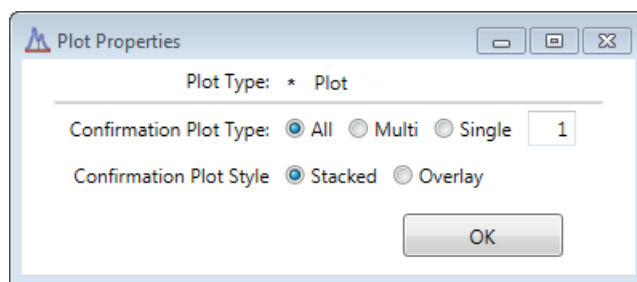 Plot Properties
Plot Type: * Plot
Confirmation Plot Type: All Multi Single 1
Confirmation Plot Style Stacked Overlay
OK